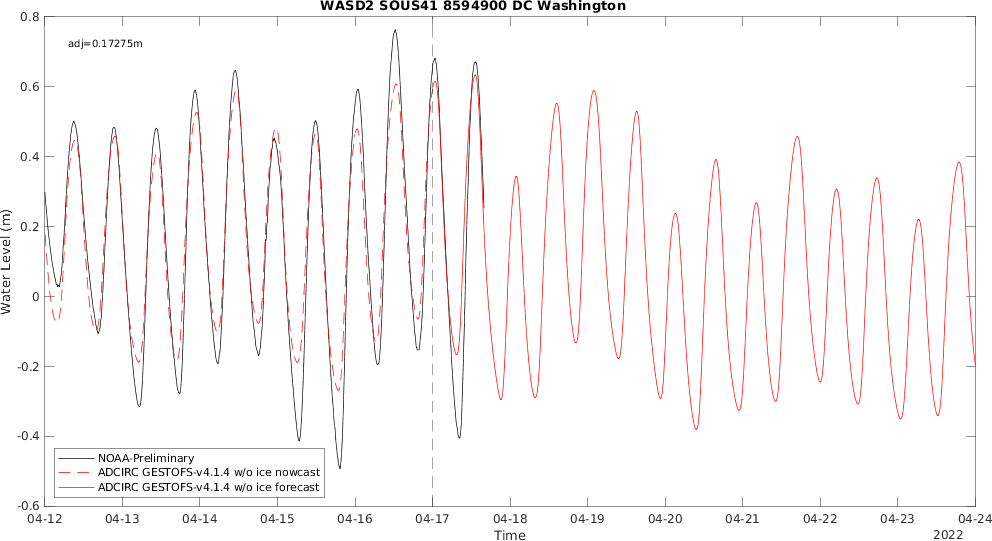 WASD2 SOUS41 8594900 DC Washington
adj=0.17275m
0.8
0.6
0.4
0.2
0
-0.2
-0.4
-0.6
Water Level (m)
NOAA-Preliminary
ADCIRC GESTOFS-v4.1.4 w/o ice nowcast
ADCIRC GESTOFS-v4.1.4 w/o ice forecast
04-12 04-13 04-14 04-15 04-16 04-17 04-18 04-19 04-20 04-21 04-22 04-23 04-24
Time
2022